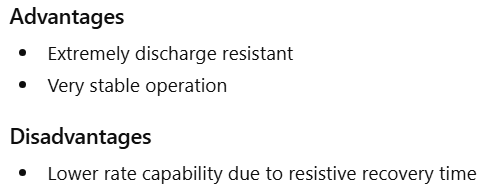 Advantages
• Extremely discharge resistant
• Very stable operation
Disadvantages
• Lower rate capability due to resistive recovery time